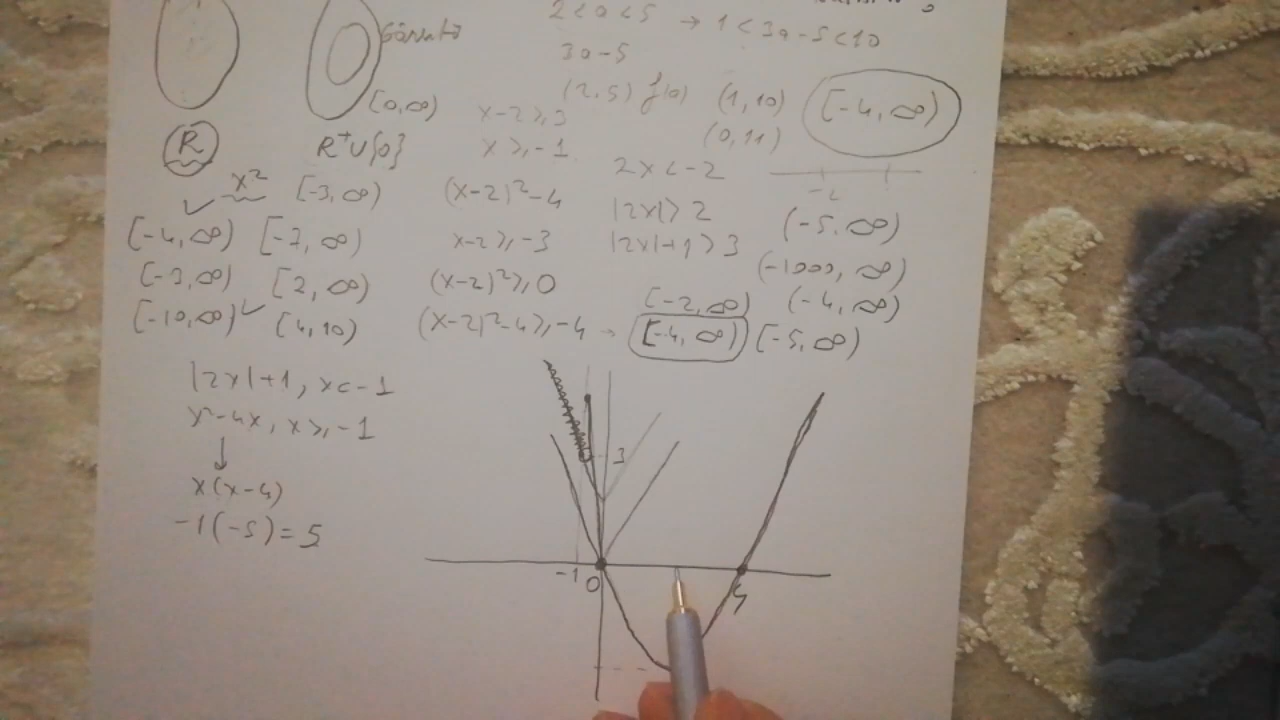 2<a<5 → 1<3a-5<10
3a-5
(2,5) f(a) (1,10) [-4,∞)
(0,11)
[0,∞)
R R⁺∪{0}
x²
[-3,∞)
[-4,∞) [-7,∞)
[-3,∞) [2,∞)
[-10,∞) [4,10)
x-2≥3
x≥-1
(x-2)²-4
x-2≥-3
(x-2)²≥0
(x-2)²-4≥-4 → [-4,∞) [-5,∞)
2x<-2
|2x|>2
|2x|+1>3
-2
(-5,∞)
(-1000,∞)
[-2,∞) (-4,∞)
|2x|+1, x<-1
x²-4x, x≥-1
↓
x(x-4)
-1(-5)=5
3
-1 0 4